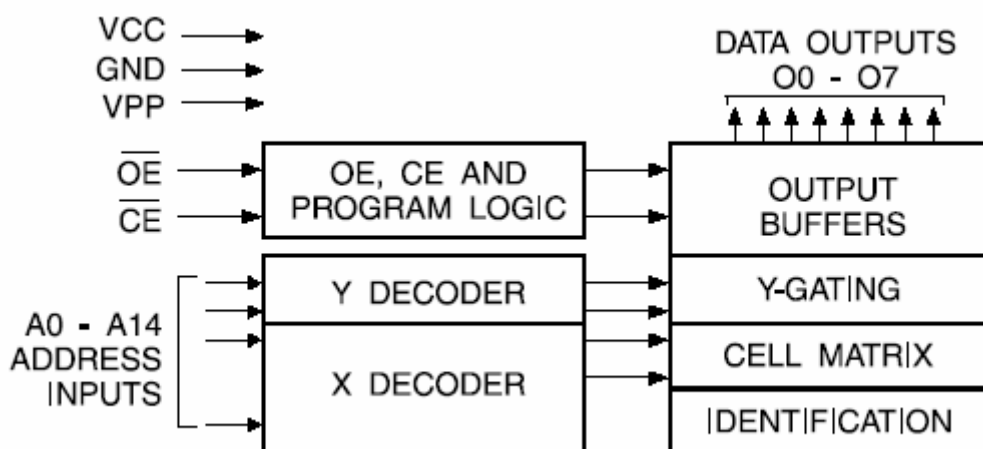 VCC
GND
VPP
OE
CE
A0 - A14
ADDRESS
INPUTS
OE, CE AND
PROGRAM LOGIC
Y DECODER
X DECODER
DATA OUTPUTS
O0 - O7
OUTPUT
BUFFERS
Y-GATING
CELL MATRIX
IDENTIFICATION